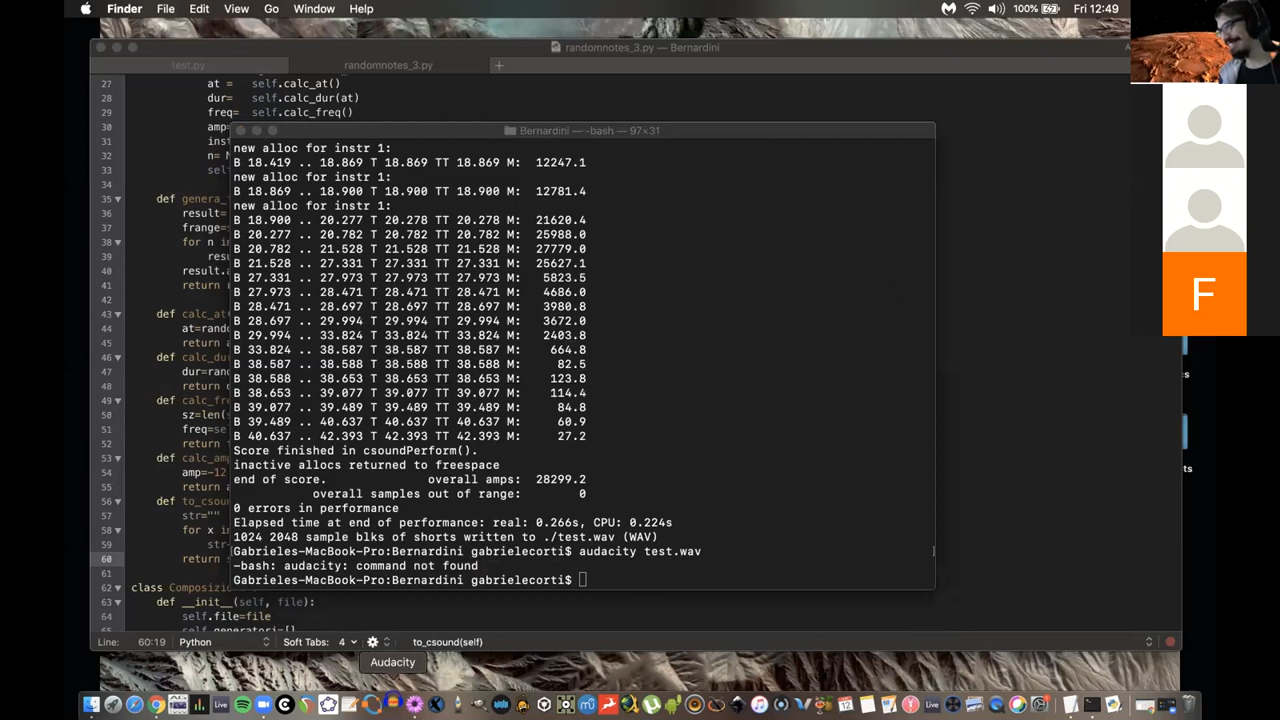 Finder File Edit View Go Window Help 100% Fri 12:49
randomnotes_3.py — Bernardini
test.py randomnotes_3.py +
27 at = self.calc_at()
28 dur= self.calc_dur(at)
29 freq= self.calc_freq()
30 amp=
31 inst
32 n= N
33 self
34
35 def genera_
36 result=
37 frange=s
38 for n in
39 resu
40 result.a
41 return r
42
43 def calc_at(
44 at=rando
45 return a
46 def calc_dur
47 dur=rand
48 return d
49 def calc_fre
50 sz=len(s
51 freq=se
52 return f
53 def calc_amp
54 amp=-12
55 return a
56 def to_csou
57 str=""
58 for x in
59 str
60 return s
61
62 class Composizi
63 def __init__(self, file):
64 self.file=file
65 self.generatori=[]
Bernardini — -bash — 97×31
new alloc for instr 1:
B 18.419 .. 18.869 T 18.869 TT 18.869 M: 12247.1
new alloc for instr 1:
B 18.869 .. 18.900 T 18.900 TT 18.900 M: 12781.4
new alloc for instr 1:
B 18.900 .. 20.277 T 20.278 TT 20.278 M: 21620.4
B 20.277 .. 20.782 T 20.782 TT 20.782 M: 25988.0
B 20.782 .. 21.528 T 21.528 TT 21.528 M: 27779.0
B 21.528 .. 27.331 T 27.331 TT 27.331 M: 25627.1
B 27.331 .. 27.973 T 27.973 TT 27.973 M: 5823.5
B 27.973 .. 28.471 T 28.471 TT 28.471 M: 4686.0
B 28.471 .. 28.697 T 28.697 TT 28.697 M: 3980.8
B 28.697 .. 29.994 T 29.994 TT 29.994 M: 3672.0
B 29.994 .. 33.824 T 33.824 TT 33.824 M: 2403.8
B 33.824 .. 38.587 T 38.587 TT 38.587 M: 664.8
B 38.587 .. 38.588 T 38.588 TT 38.588 M: 82.5
B 38.588 .. 38.653 T 38.653 TT 38.653 M: 123.8
B 38.653 .. 39.077 T 39.077 TT 39.077 M: 114.4
B 39.077 .. 39.489 T 39.489 TT 39.489 M: 84.8
B 39.489 .. 40.637 T 40.637 TT 40.637 M: 60.9
B 40.637 .. 42.393 T 42.393 TT 42.393 M: 27.2
Score finished in csoundPerform().
inactive allocs returned to freespace
end of score. overall amps: 28299.2
overall samples out of range: 0
0 errors in performance
Elapsed time at end of performance: real: 0.266s, CPU: 0.224s
1024 2048 sample blks of shorts written to ./test.wav (WAV)
Gabrieles-MacBook-Pro:Bernardini gabrielecorti$ audacity test.wav
-bash: audacity: command not found
Gabrieles-MacBook-Pro:Bernardini gabrielecorti$
F
Line: 60:19 Python Soft Tabs: 4 to_csound(self)
Audacity